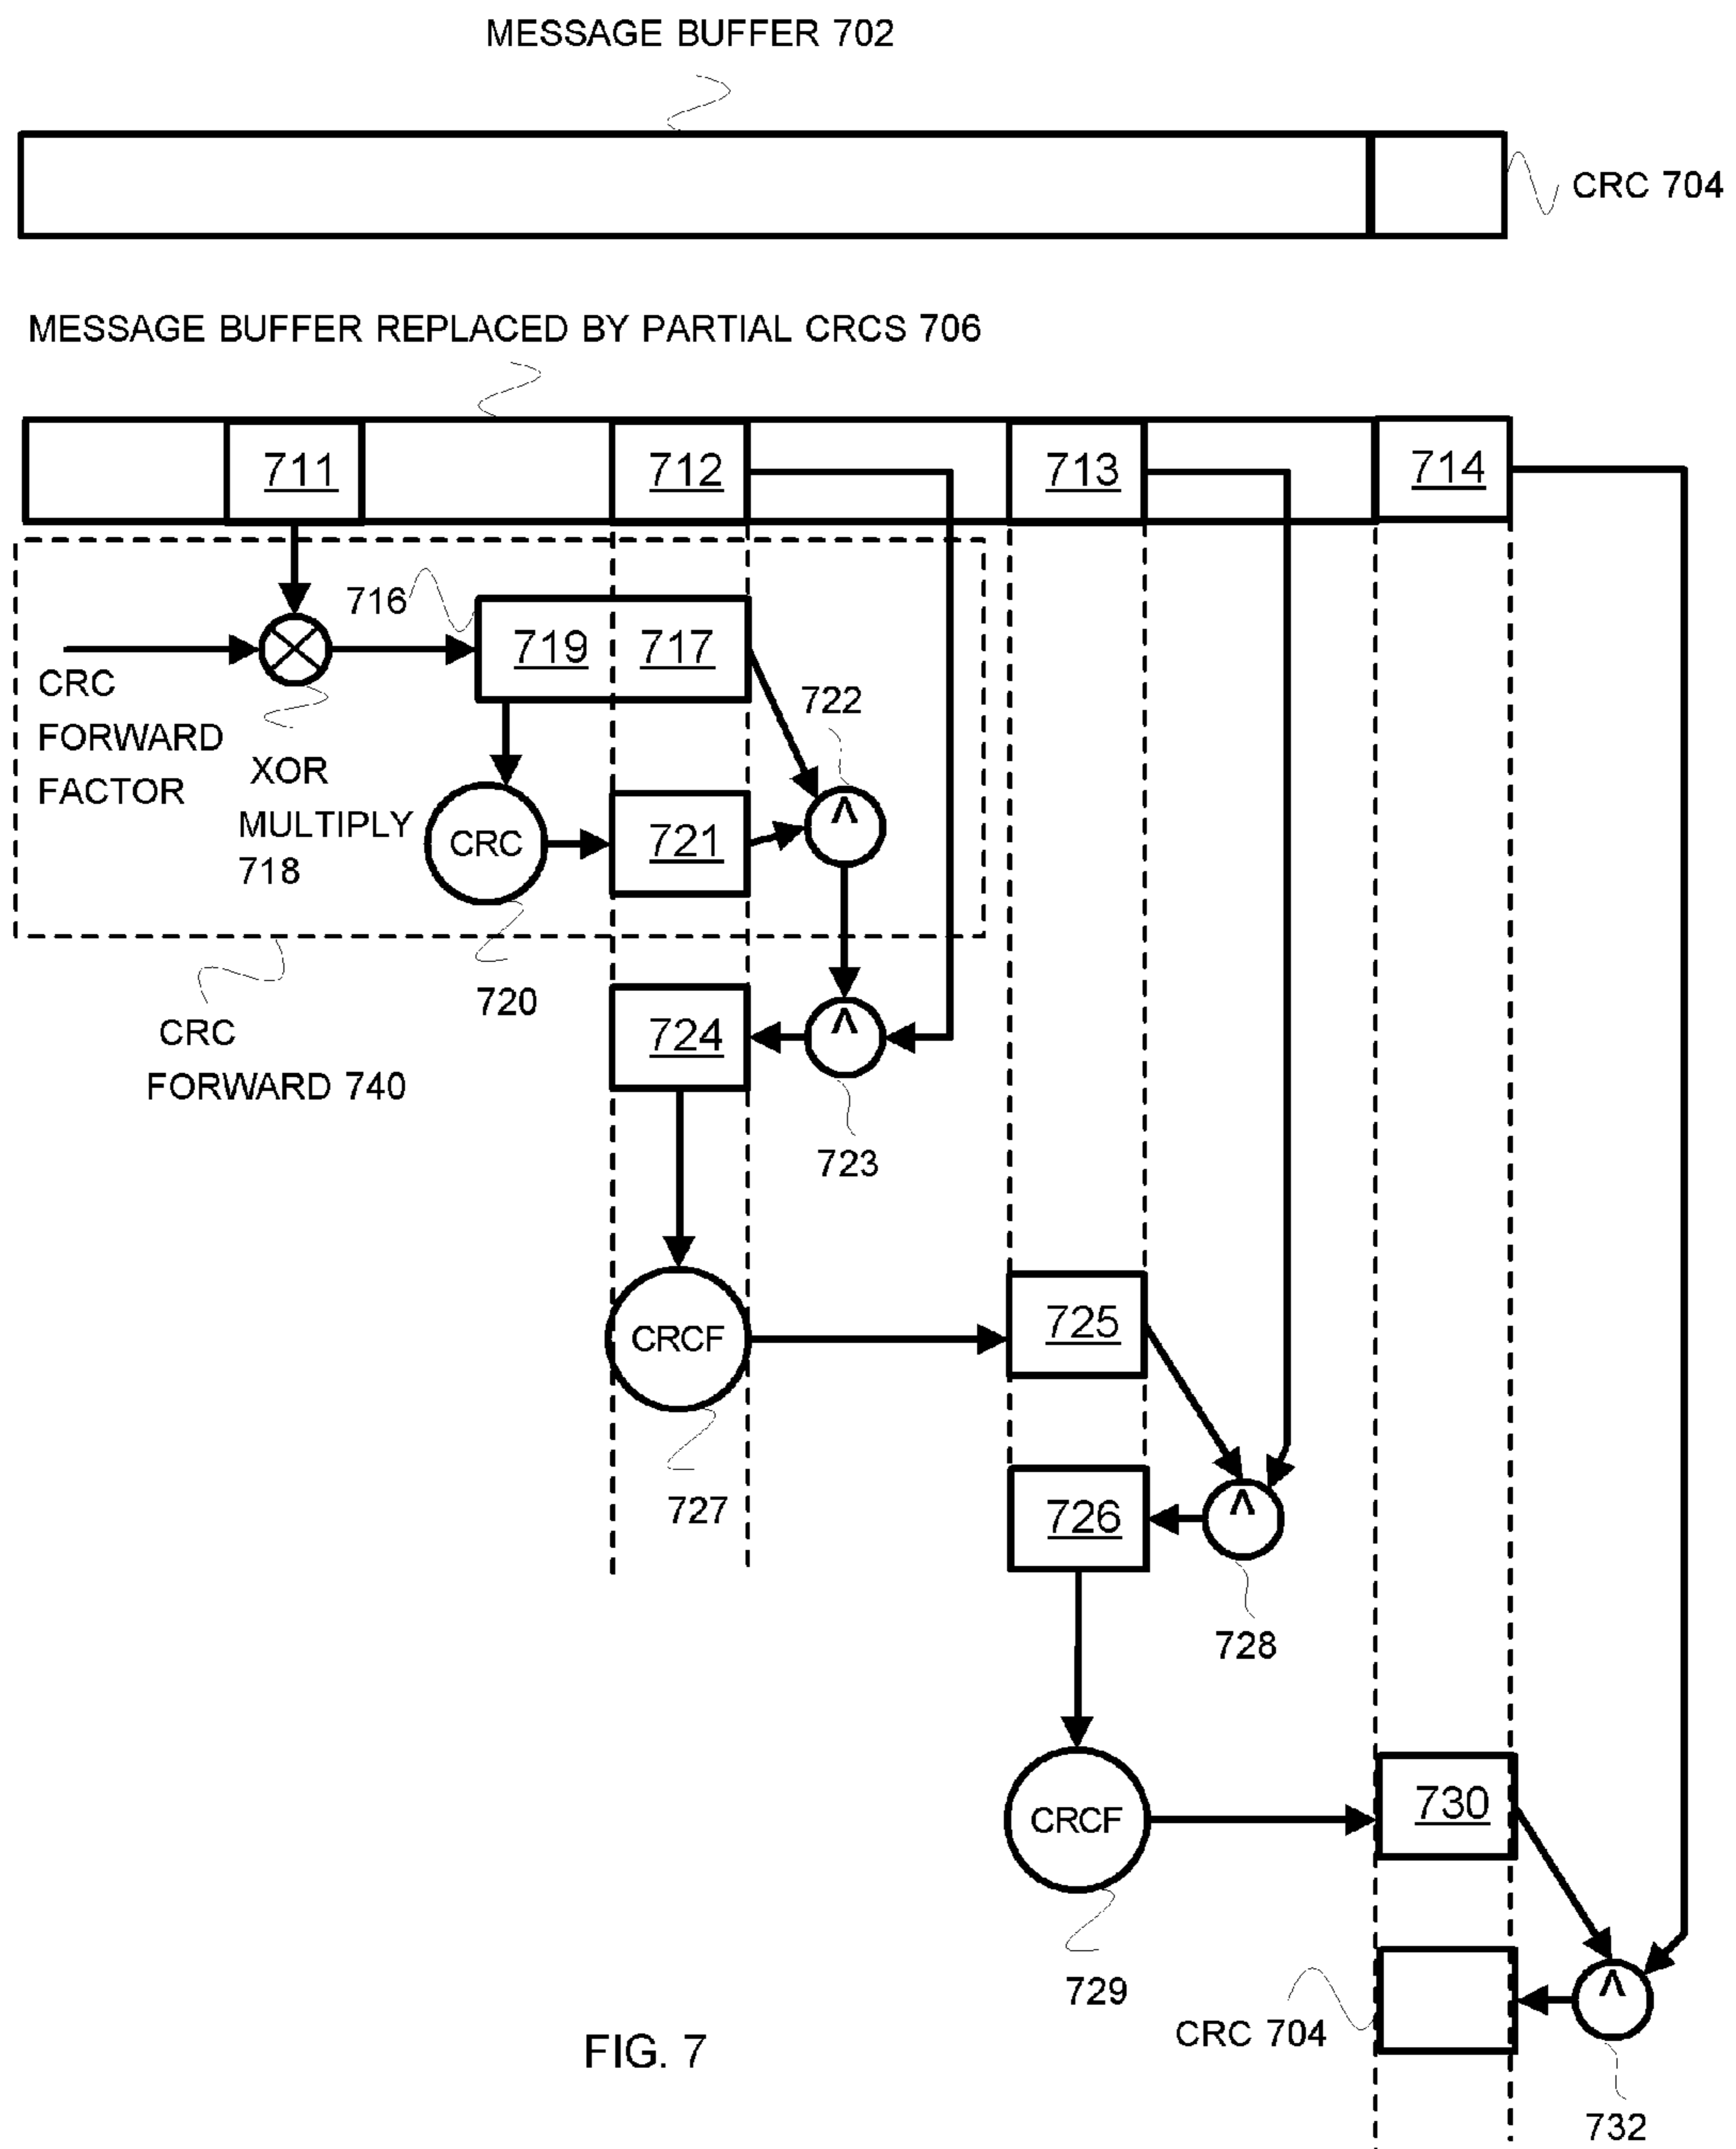 MESSAGE BUFFER 702
CRC 704
MESSAGE BUFFER REPLACED BY PARTIAL CRCS 706
711
712
713
714
716
719
717
722
CRC
FORWARD
FACTOR
XOR
MULTIPLY
718
CRC
721
^
720
CRC
FORWARD 740
724
^
723
CRCF
727
725
726
^
728
CRCF
729
730
CRC 704
^
732
FIG. 7